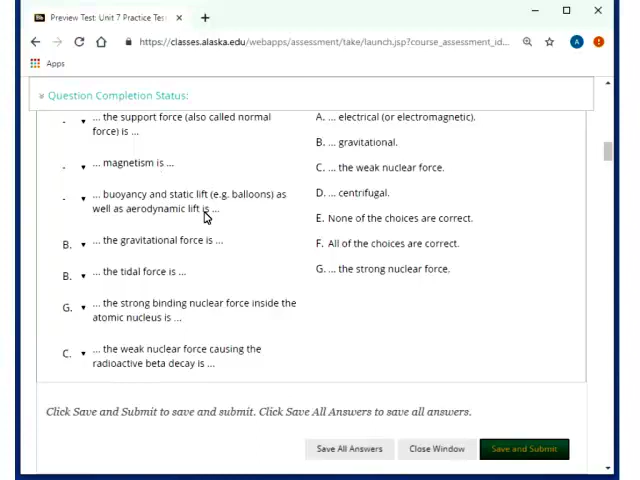 Preview Test: Unit 7 Practice Tes
https://classes.alaska.edu/webapps/assessment/take/launch.jsp?course_assessment_id...
A
Apps
Question Completion Status:
- ... the support force (also called normal
force) is ...
- ... magnetism is ...
- ... buoyancy and static lift (e.g. balloons) as
well as aerodynamic lift is ...
B. ... the gravitational force is ...
B. ... the tidal force is ...
G. ... the strong binding nuclear force inside the
atomic nucleus is ...
C. ... the weak nuclear force causing the
radioactive beta decay is ...
A. ... electrical (or electromagnetic).
B. ... gravitational.
C. ... the weak nuclear force.
D. ... centrifugal.
E. None of the choices are correct.
F. All of the choices are correct.
G. ... the strong nuclear force.
Click Save and Submit to save and submit. Click Save All Answers to save all answers.
Save All Answers
Close Window
Save and Submit